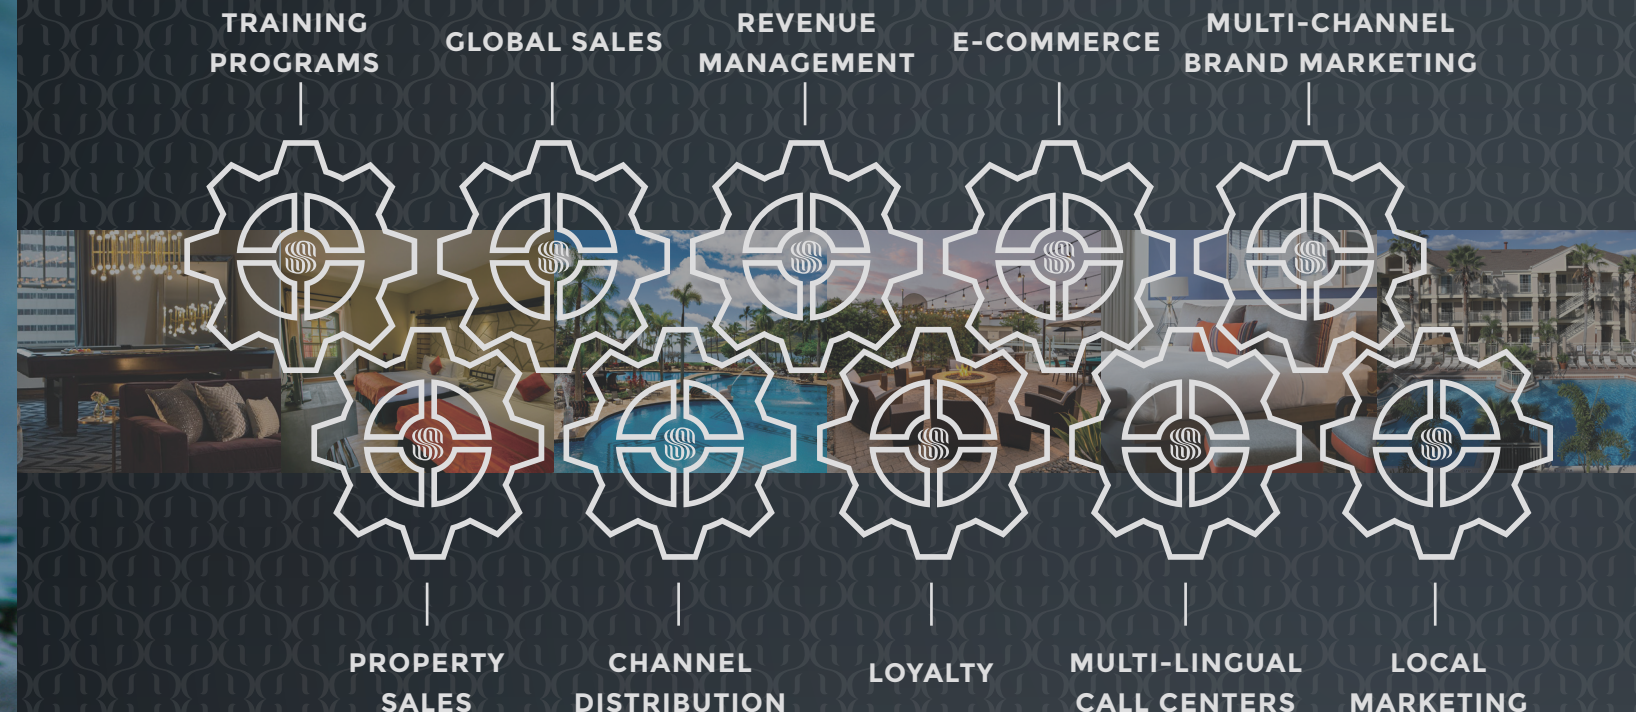 TRAINING
PROGRAMS
GLOBAL SALES
REVENUE
MANAGEMENT
E-COMMERCE
MULTI-CHANNEL
BRAND MARKETING
PROPERTY
SALES
CHANNEL
DISTRIBUTION
LOYALTY
MULTI-LINGUAL
CALL CENTERS
LOCAL
MARKETING